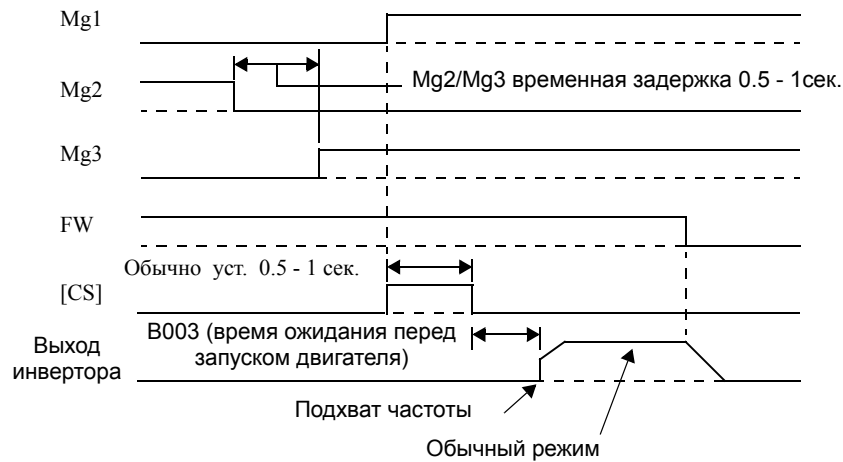 Mg1
Mg2/Mg3 временная задержка 0.5 - 1сек.
Mg2
Mg3
FW
Обычно уст. 0.5 - 1 сек.
[CS]
B003 (время ожидания перед
запуском двигателя)
Выход
инвертора
Подхват частоты
Обычный режим